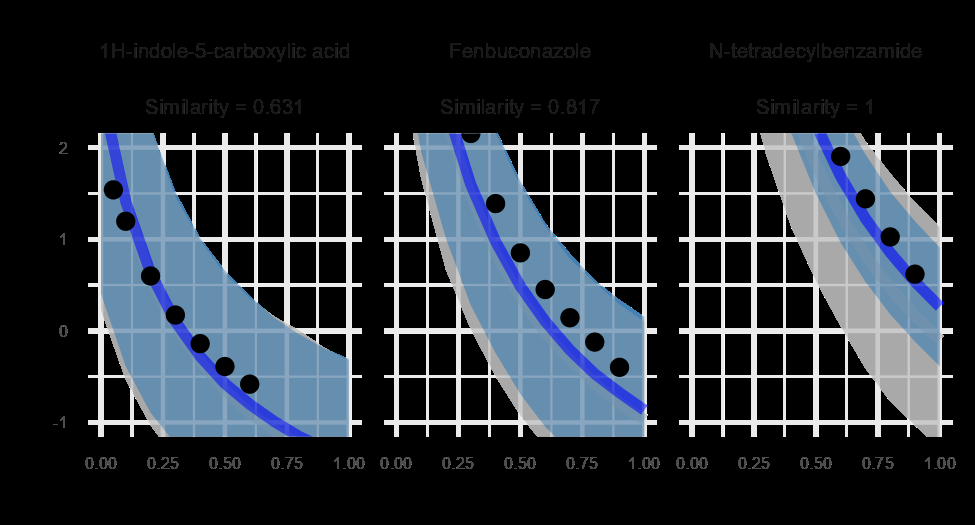 1H-indole-5-carboxylic acid Fenbuconazole N-tetradecylbenzamide
Similarity = 0.631 Similarity = 0.817 Similarity = 1
2
1
0
-1
0.00 0.25 0.50 0.75 1.00 0.00 0.25 0.50 0.75 1.00 0.00 0.25 0.50 0.75 1.00